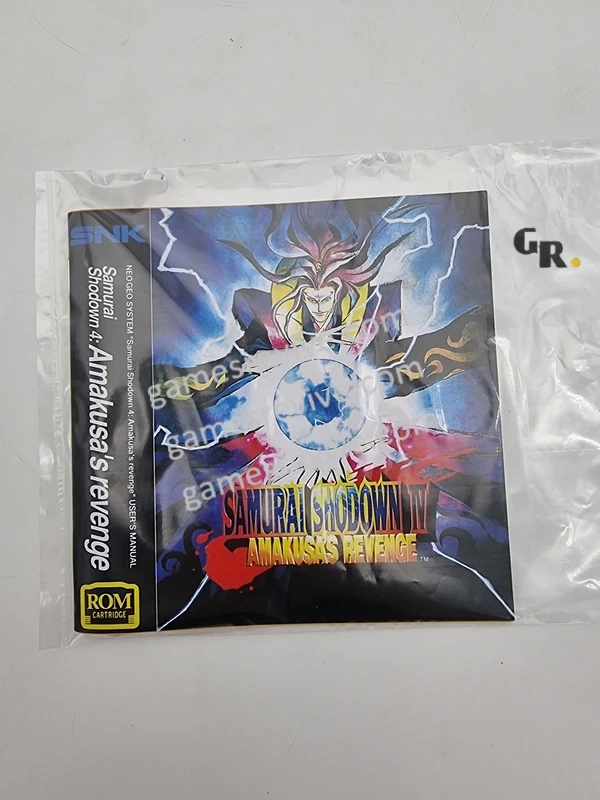 GR.
SNK
NEOGEO SYSTEM "Samurai Shodown 4: Amakusa's revenge" USER'S MANUAL
Samurai
Shodown 4: Amakusa's revenge
ROM
CARTRIDGE
SAMURAI SHODOWN IV
AMAKUSA'S REVENGE TM